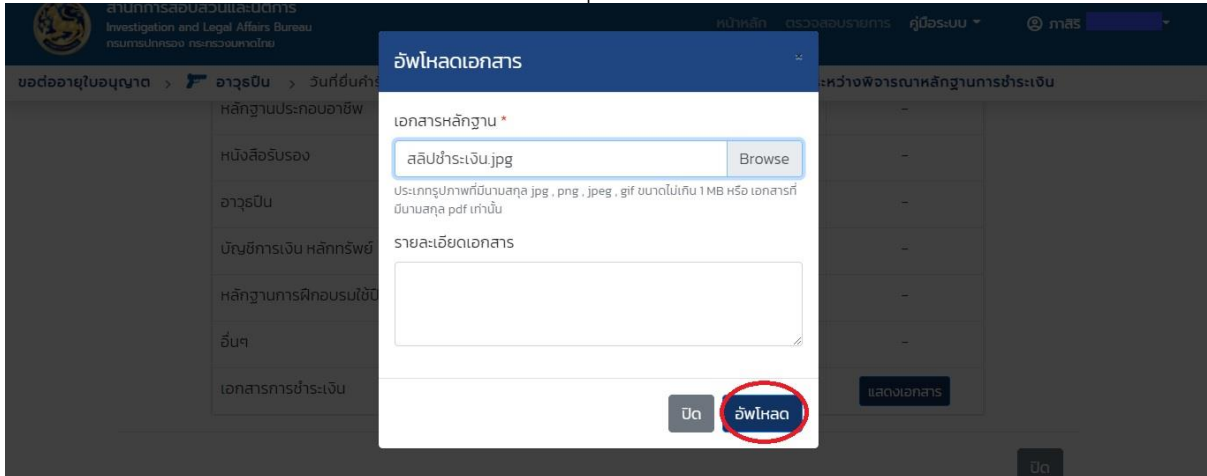 สำนักการสอบสวนและนิติการ
Investigation and Legal Affairs Bureau
กรมการปกครอง กระทรวงมหาดไทย
หน้าหลัก ตรวจสอบรายการ คู่มือระบบ
ภาสิริ
ขอต่ออายุใบอนุญาต > อาวุธปืน > วันที่ยื่นคำร้
ะหว่างพิจารณาหลักฐานการชำระเงิน
อัพโหลดเอกสาร
เอกสารหลักฐาน *
สลิปชำระเงิน.jpg Browse
ประเภทรูปภาพที่มีนามสกุล jpg , png , jpeg , gif ขนาดไม่เกิน 1 MB หรือ เอกสารที่
มีนามสกุล pdf เท่านั้น
รายละเอียดเอกสาร
ปิด อัพโหลด
หลักฐานประกอบอาชีพ -
หนังสือรับรอง -
อาวุธปืน -
บัญชีการเงิน หลักทรัพย์ -
หลักฐานการฝึกอบรมใช้ปื -
อื่นๆ -
เอกสารการชำระเงิน แสดงเอกสาร
ปิด